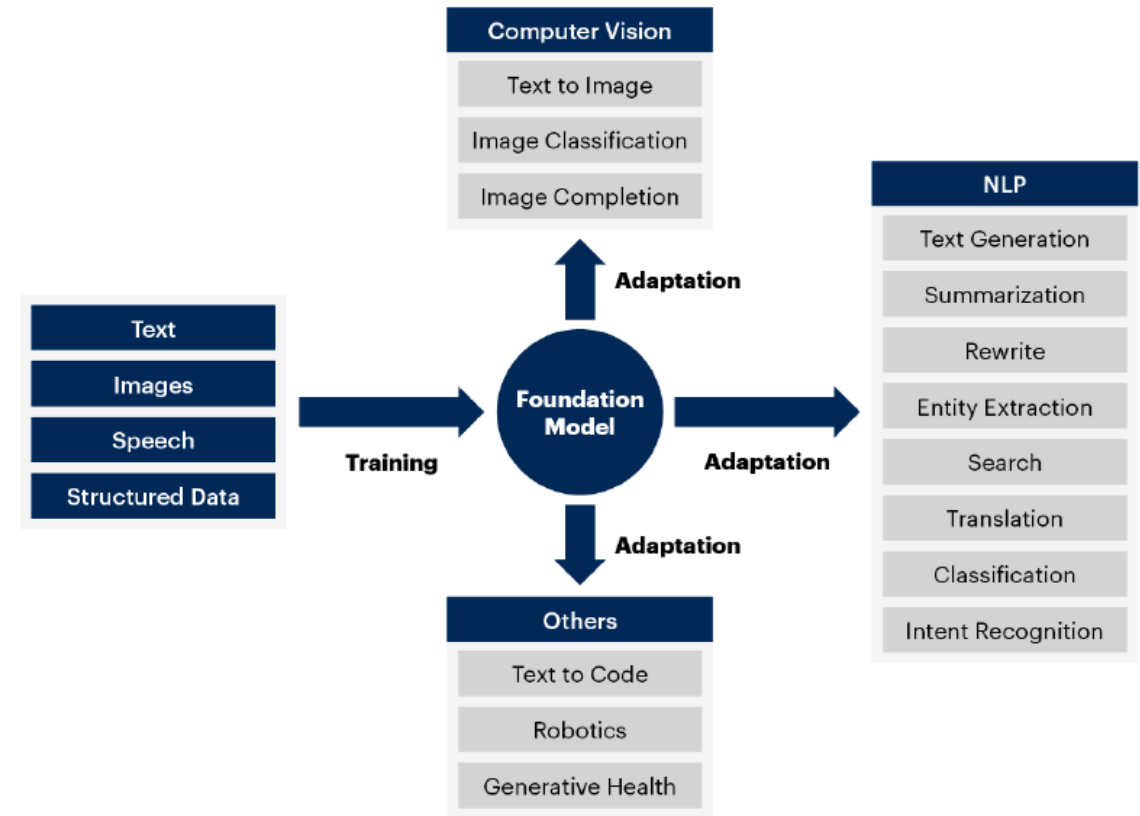 Computer Vision
Text to Image
Image Classification
Image Completion
Adaptation
Text
Images
Speech
Structured Data
Training
Foundation
Model
Adaptation
NLP
Text Generation
Summarization
Rewrite
Entity Extraction
Search
Translation
Classification
Intent Recognition
Adaptation
Others
Text to Code
Robotics
Generative Health